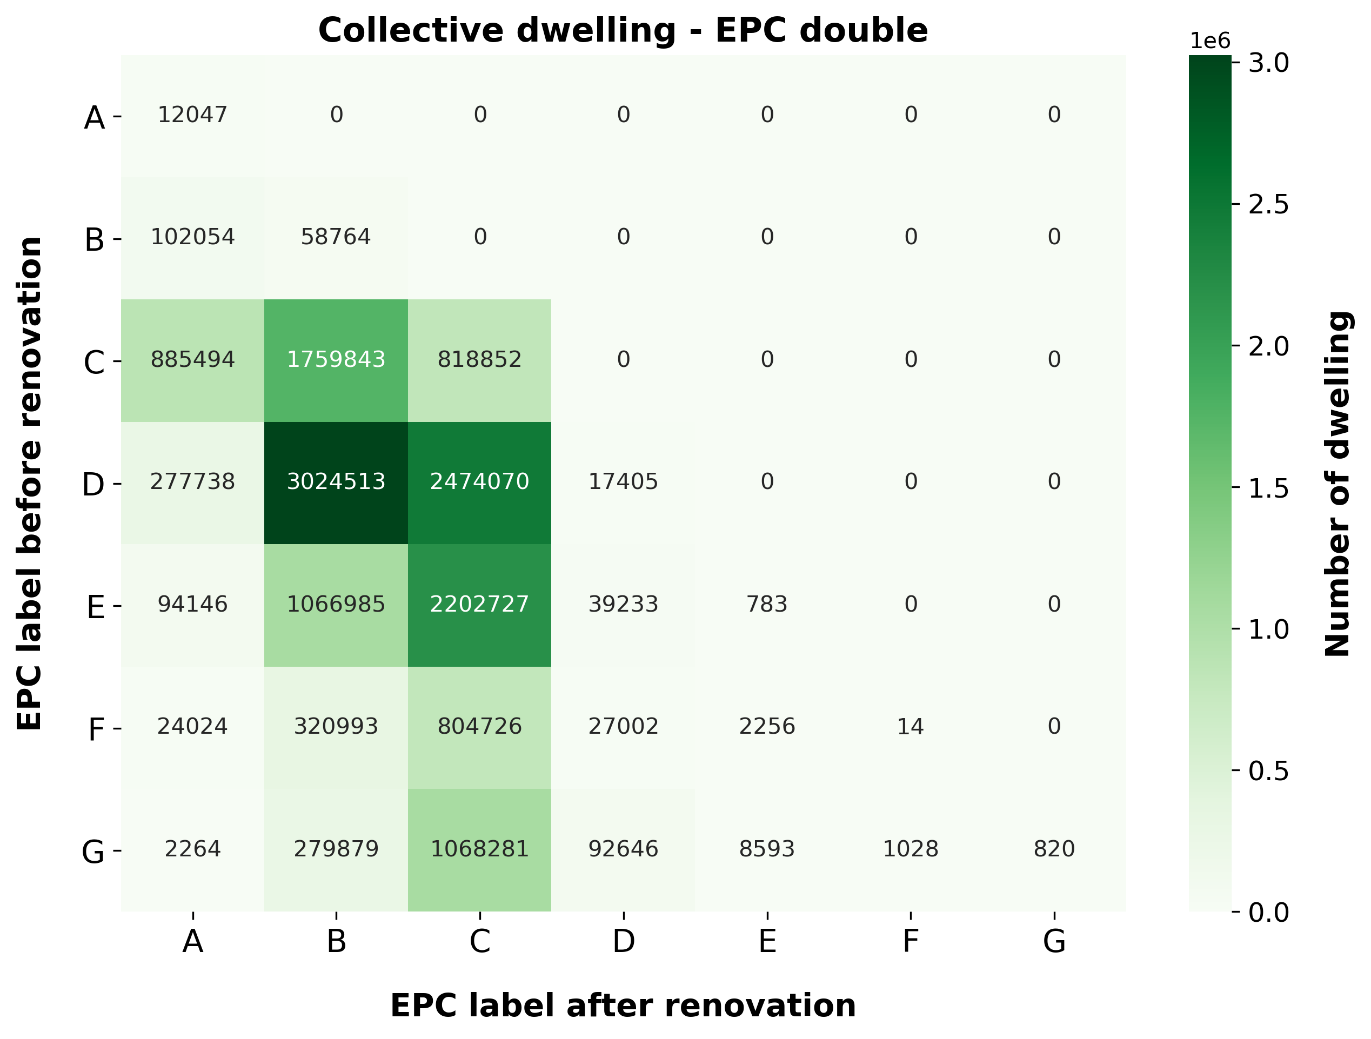 Collective dwelling - EPC double
1e6
A 12047 0 0 0 0 0 0
B 102054 58764 0 0 0 0 0
C 885494 1759843 818852 0 0 0 0
D 277738 3024513 2474070 17405 0 0 0
E 94146 1066985 2202727 39233 783 0 0
F 24024 320993 804726 27002 2256 14 0
G 2264 279879 1068281 92646 8593 1028 820
A B C D E F G
EPC label after renovation
EPC label before renovation
3.0
2.5
2.0
1.5
1.0
0.5
0.0
Number of dwelling